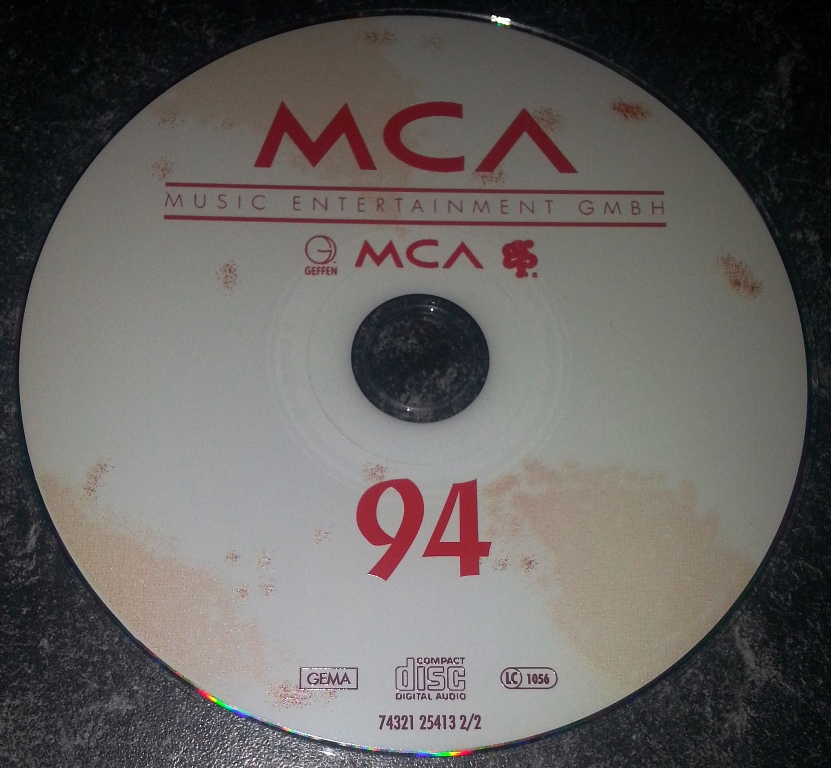 MCA
MUSIC ENTERTAINMENT GMBH
GEFFEN MCA
94
GEMA COMPACT disc DIGITAL AUDIO LC 1056
74321 25413 2/2